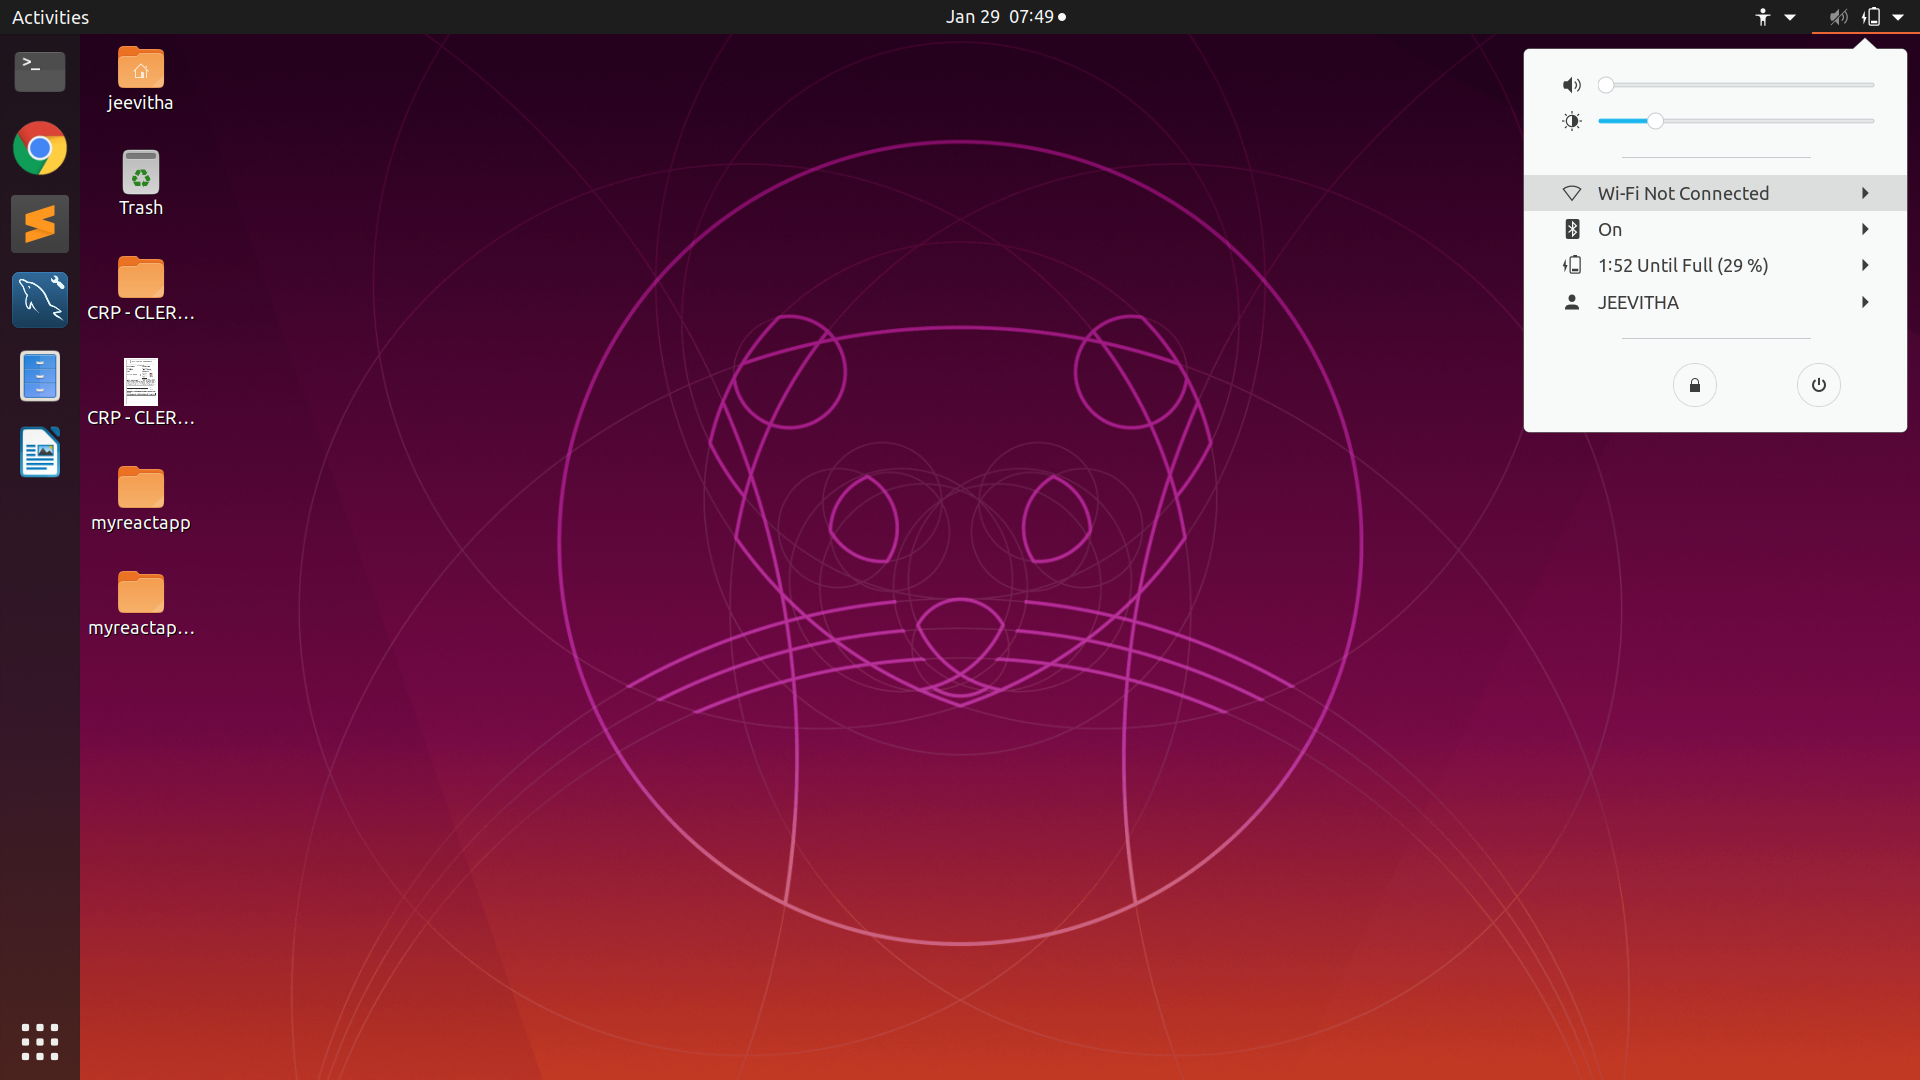 Activities
Jan 29 07:49
jeevitha
Trash
CRP - CLER...
CRP - CLER...
myreactapp
myreactap...
Wi-Fi Not Connected
On
1:52 Until Full (29 %)
JEEVITHA